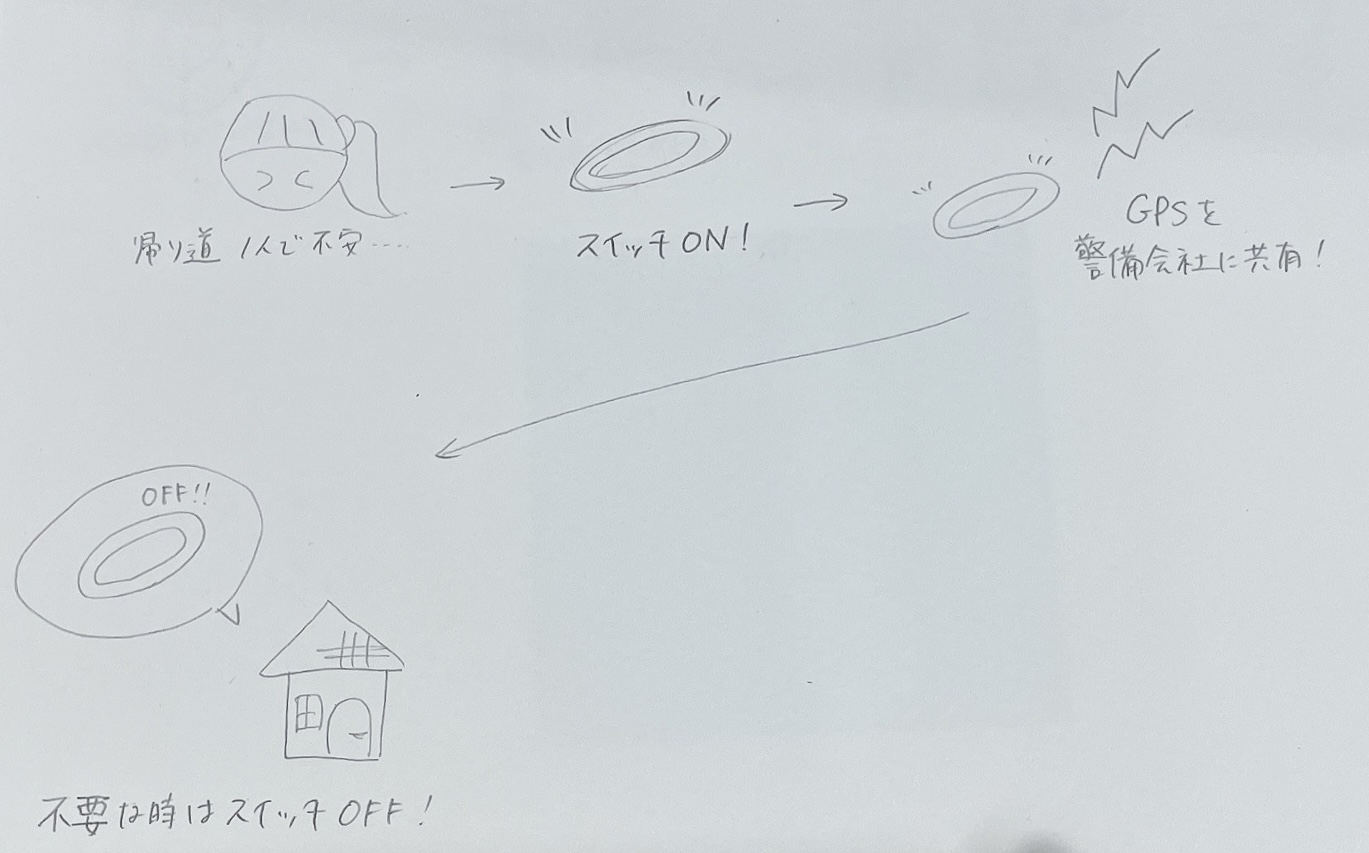 帰り道 1人で不安……
スイッチON!
GPSを
警備会社に共有!
OFF!!
不要な時はスイッチOFF!